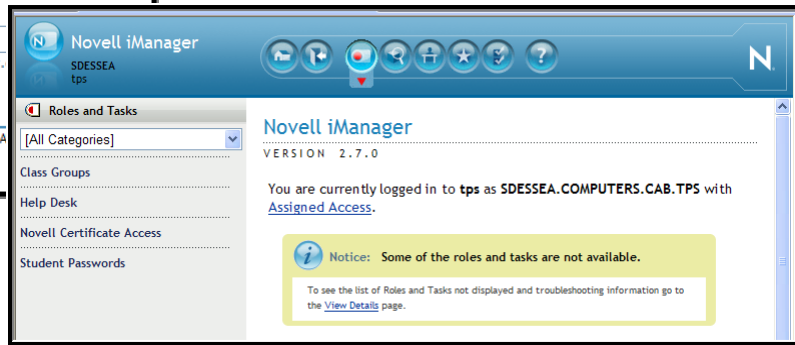 Novell iManager
SDESSEA
tps
N
N.
Roles and Tasks
[All Categories]
Class Groups
Help Desk
Novell Certificate Access
Student Passwords
Novell iManager
VERSION 2.7.0
You are currently logged in to tps as SDESSEA.COMPUTERS.CAB.TPS with
Assigned Access.
Notice: Some of the roles and tasks are not available.
To see the list of Roles and Tasks not displayed and troubleshooting information go to
the View Details page.